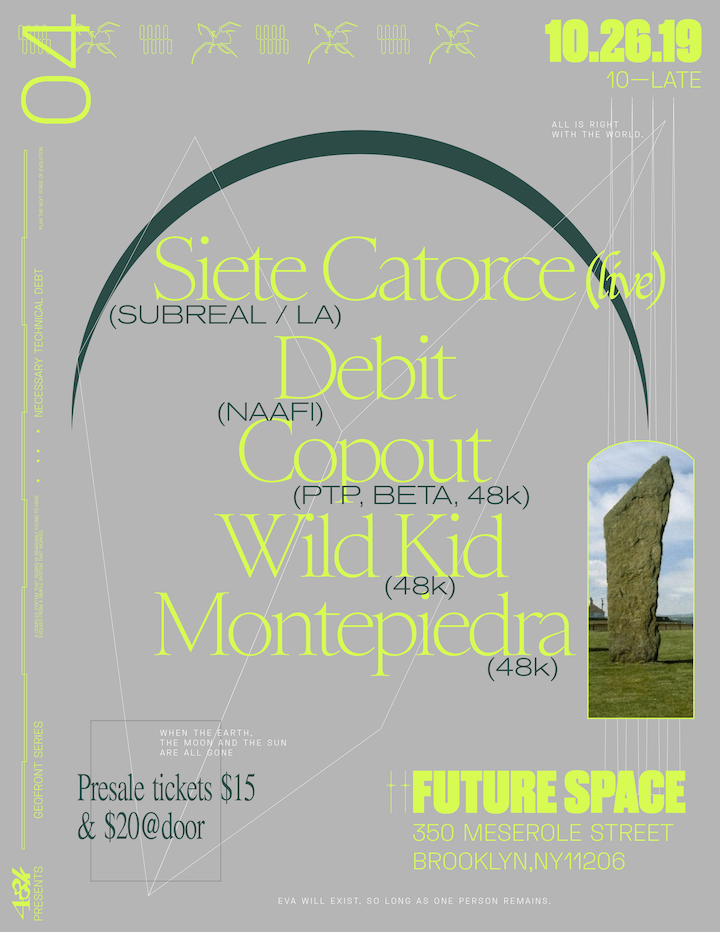 04
10.26.19
10—LATE
ALL IS RIGHT
WITH THE WORLD.
Siete Catorce (live)
(SUBREAL / LA)
Debit
(NAAFI)
Copout
(PTP, BETA, 48k)
Wild Kid
(48k)
Montepiedra
(48k)
WHEN THE EARTH,
THE MOON AND THE SUN
ARE ALL GONE
Presale tickets $15
& $20@door
FUTURE SPACE
350 MESEROLE STREET
BROOKLYN,NY11206
EVA WILL EXIST, SO LONG AS ONE PERSON REMAINS.
NECESSARY TECHNICAL DEBT
GEOFRONT SERIES
48k
PRESENTS